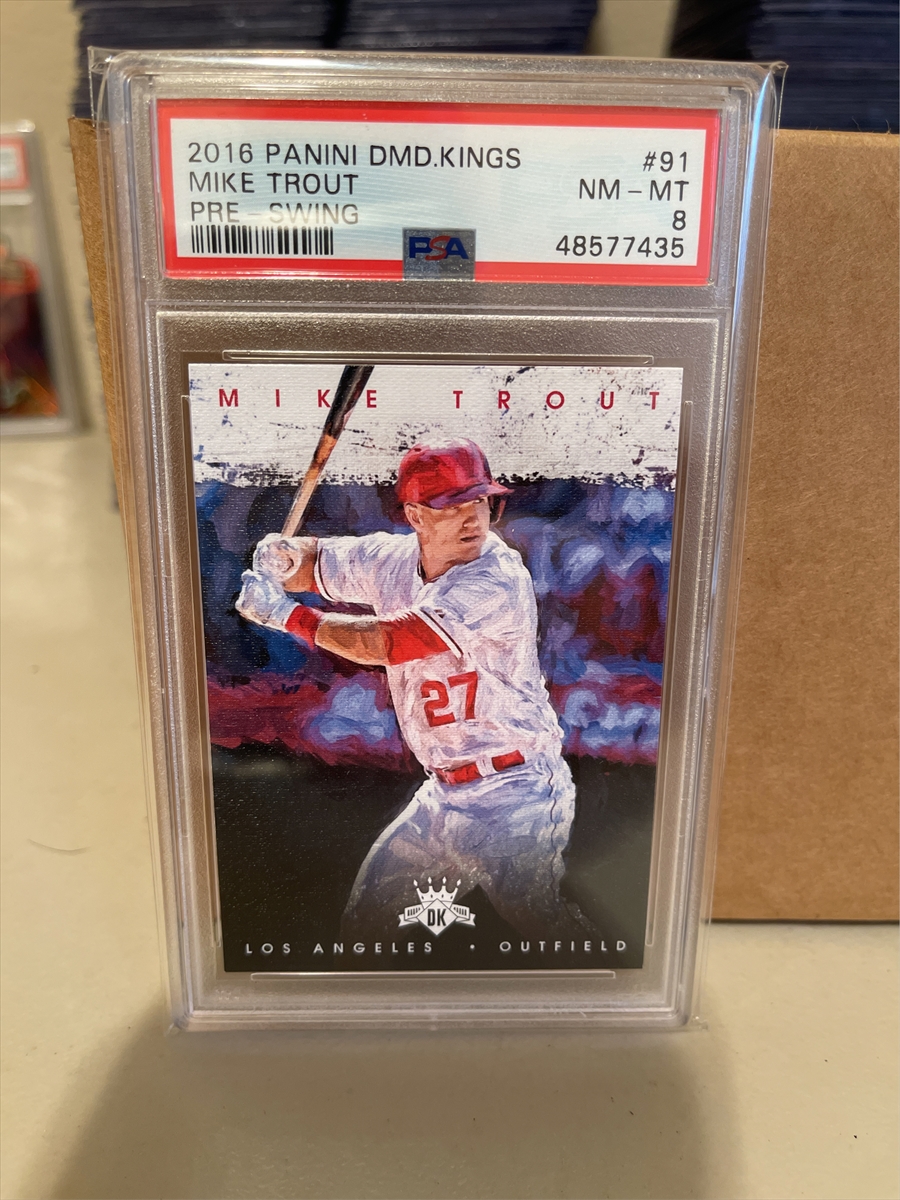 2016 PANINI DMD.KINGS #91
MIKE TROUT NM - MT
PRE - SWING 8
PSA 48577435
MIKE TROUT
27
DK
LOS ANGELES • OUTFIELD